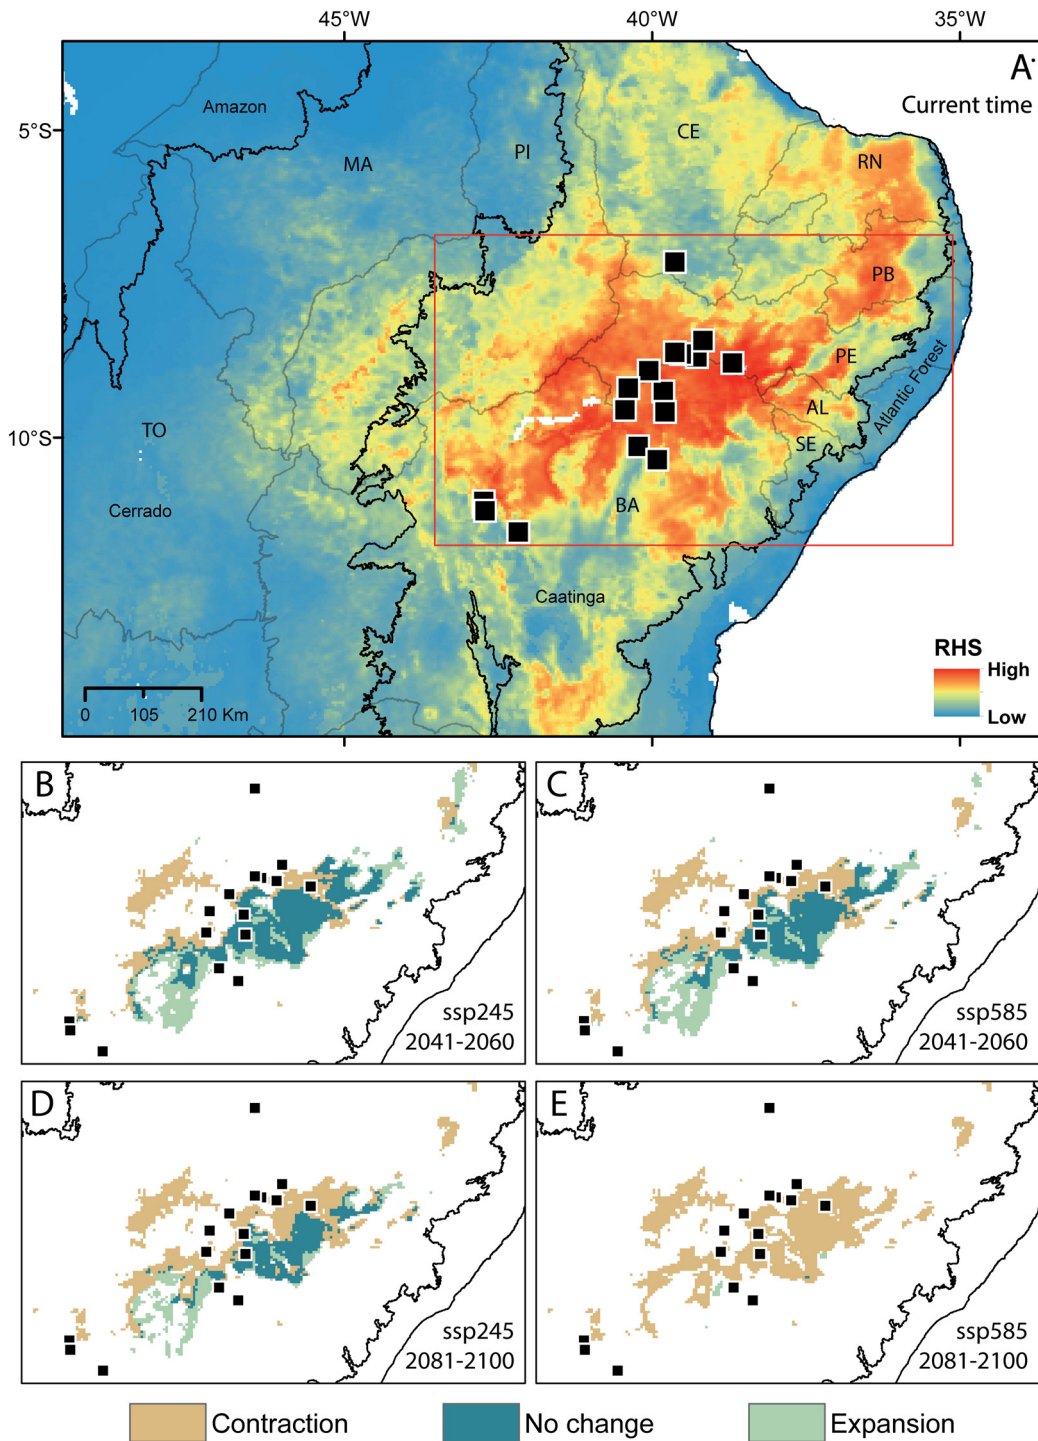 45°W 40°W 35°W
A.
Current time
5°S
10°S
Amazon
MA
PI
CE
RN
PB
PE
AL
SE
Atlantic Forest
TO
Cerrado
BA
Caatinga
RHS
High
Low
0 105 210 Km
B
ssp245
2041-2060
C
ssp585
2041-2060
D
ssp245
2081-2100
E
ssp585
2081-2100
Contraction No change Expansion